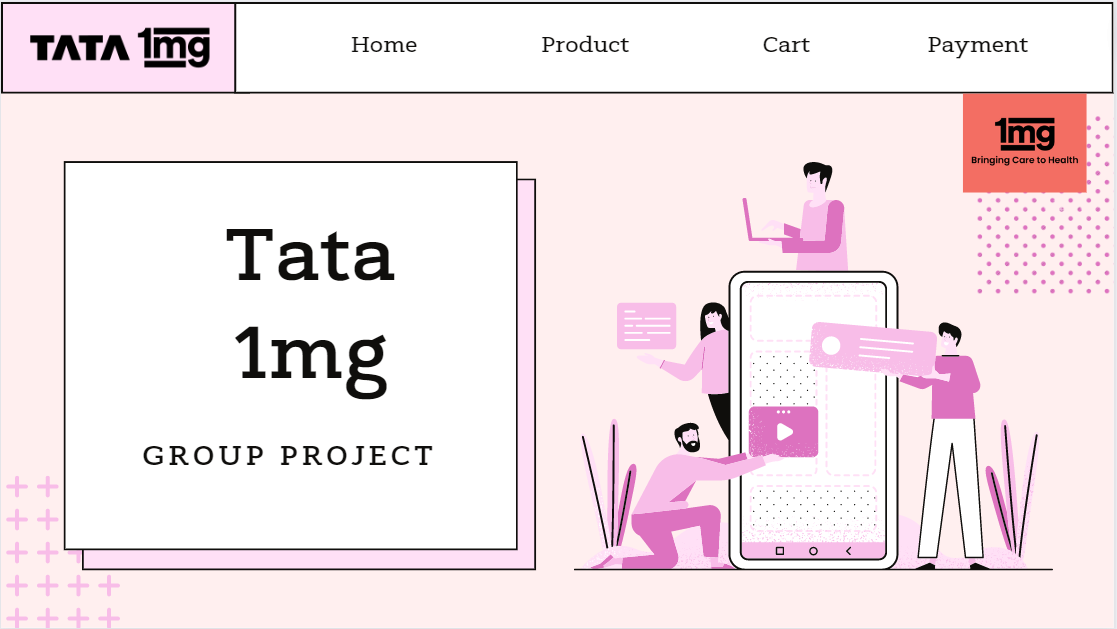 TATA 1mg
Home
Product
Cart
Payment
1mg
Bringing Care to Health
Tata
1mg
GROUP PROJECT